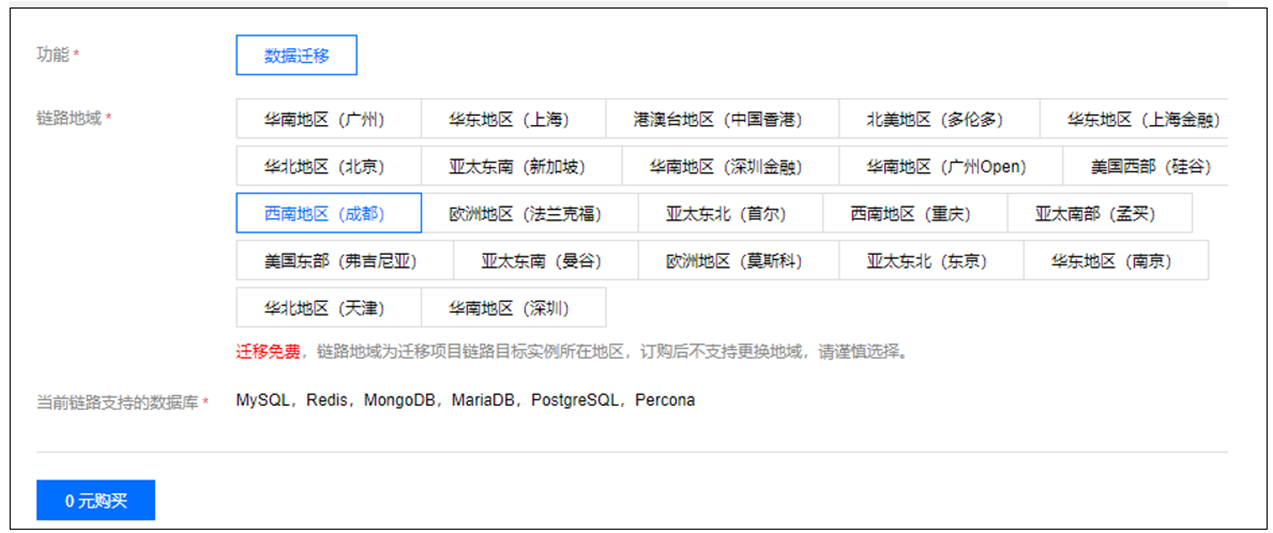 功能 * 数据迁移
链路地域 * 华南地区（广州） 华东地区（上海） 港澳台地区（中国香港） 北美地区（多伦多） 华东地区（上海金融）
华北地区（北京） 亚太东南（新加坡） 华南地区（深圳金融） 华南地区（广州Open） 美国西部（硅谷）
西南地区（成都） 欧洲地区（法兰克福） 亚太东北（首尔） 西南地区（重庆） 亚太南部（孟买）
美国东部（弗吉尼亚） 亚太东南（曼谷） 欧洲地区（莫斯科） 亚太东北（东京） 华东地区（南京）
华北地区（天津） 华南地区（深圳）
迁移免费，链路地域为迁移项目链路目标实例所在地区，订购后不支持更换地域，请谨慎选择。
当前链路支持的数据库 * MySQL，Redis，MongoDB，MariaDB，PostgreSQL，Percona
0 元购买